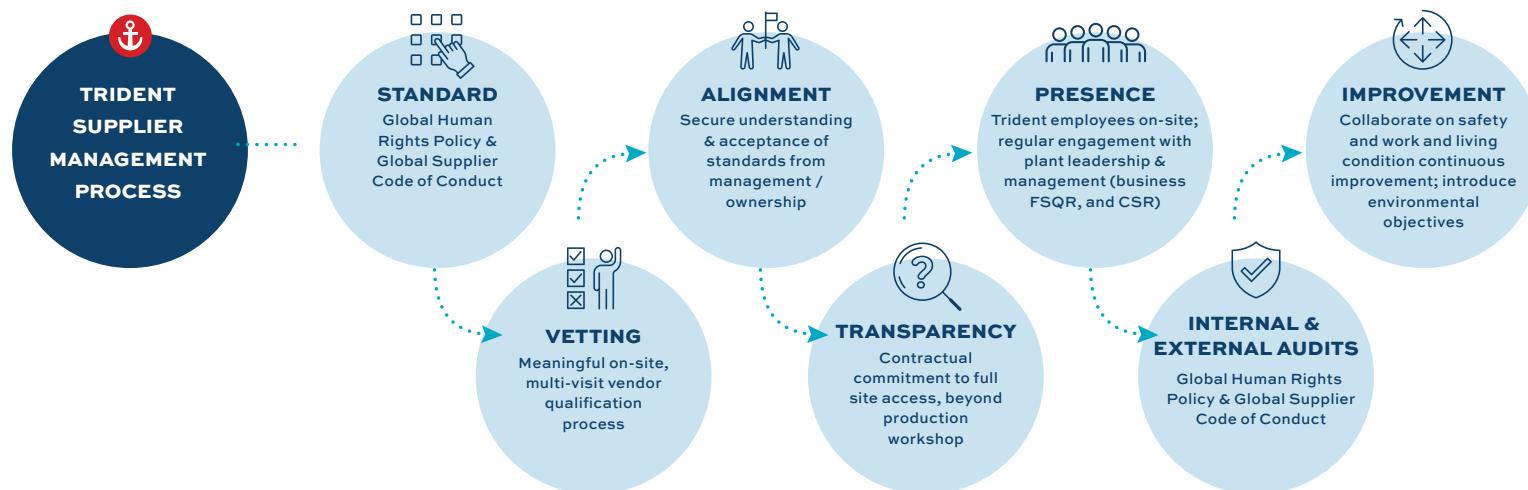 TRIDENT
SUPPLIER
MANAGEMENT
PROCESS
STANDARD
Global Human
Rights Policy &
Global Supplier
Code of Conduct
VETTING
Meaningful on-site,
multi-visit vendor
qualification
process
ALIGNMENT
Secure understanding
& acceptance of
standards from
management /
ownership
TRANSPARENCY
Contractual
commitment to full
site access, beyond
production
workshop
PRESENCE
Trident employees on-site;
regular engagement with
plant leadership &
management (business
FSQR, and CSR)
INTERNAL &
EXTERNAL AUDITS
Global Human Rights
Policy & Global Supplier
Code of Conduct
IMPROVEMENT
Collaborate on safety
and work and living
condition continuous
improvement; introduce
environmental
objectives